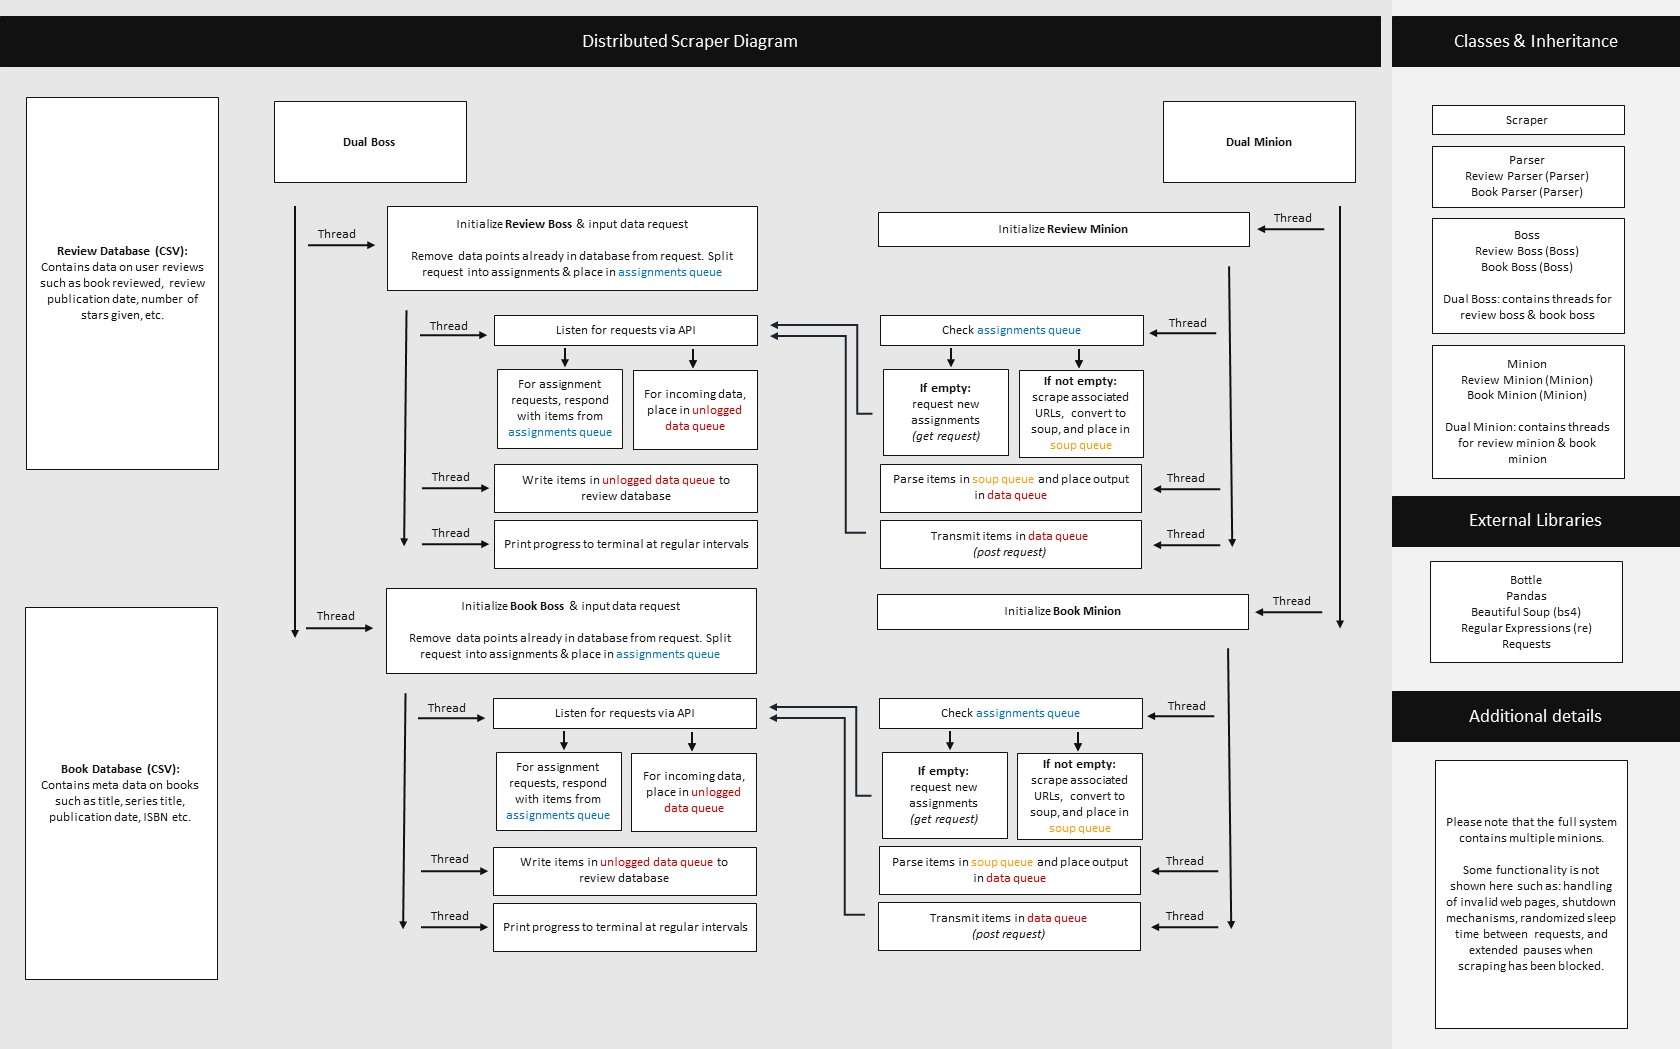 Distributed Scraper Diagram
Classes & Inheritance
Review Database (CSV):
Contains data on user reviews
such as book reviewed, review
publication date, number of
stars given, etc.
Book Database (CSV):
Contains meta data on books
such as title, series title,
publication date, ISBN etc.
Dual Boss
Thread
Initialize Review Boss & input data request
Remove data points already in database from request. Split
request into assignments & place in assignments queue
Thread
Listen for requests via API
For assignment
requests, respond
with items from
assignments queue
For incoming data,
place in unlogged
data queue
Thread
Write items in unlogged data queue to
review database
Thread
Print progress to terminal at regular intervals
Thread
Initialize Book Boss & input data request
Remove data points already in database from request. Split
request into assignments & place in assignments queue
Thread
Listen for requests via API
For assignment
requests, respond
with items from
assignments queue
For incoming data,
place in unlogged
data queue
Thread
Write items in unlogged data queue to
review database
Thread
Print progress to terminal at regular intervals
Dual Minion
Initialize Review Minion
Thread
Check assignments queue
Thread
If empty:
request new
assignments
(get request)
If not empty:
scrape associated
URLs, convert to
soup, and place in
soup queue
Parse items in soup queue and place output
in data queue
Thread
Transmit items in data queue
(post request)
Thread
Initialize Book Minion
Thread
Check assignments queue
Thread
If empty:
request new
assignments
(get request)
If not empty:
scrape associated
URLs, convert to
soup, and place in
soup queue
Parse items in soup queue and place output
in data queue
Thread
Transmit items in data queue
(post request)
Thread
Scraper
Parser
Review Parser (Parser)
Book Parser (Parser)
Boss
Review Boss (Boss)
Book Boss (Boss)
Dual Boss: contains threads for
review boss & book boss
Minion
Review Minion (Minion)
Book Minion (Minion)
Dual Minion: contains threads
for review minion & book
minion
External Libraries
Bottle
Pandas
Beautiful Soup (bs4)
Regular Expressions (re)
Requests
Additional details
Please note that the full system
contains multiple minions.
Some functionality is not
shown here such as: handling
of invalid web pages, shutdown
mechanisms, randomized sleep
time between requests, and
extended pauses when
scraping has been blocked.